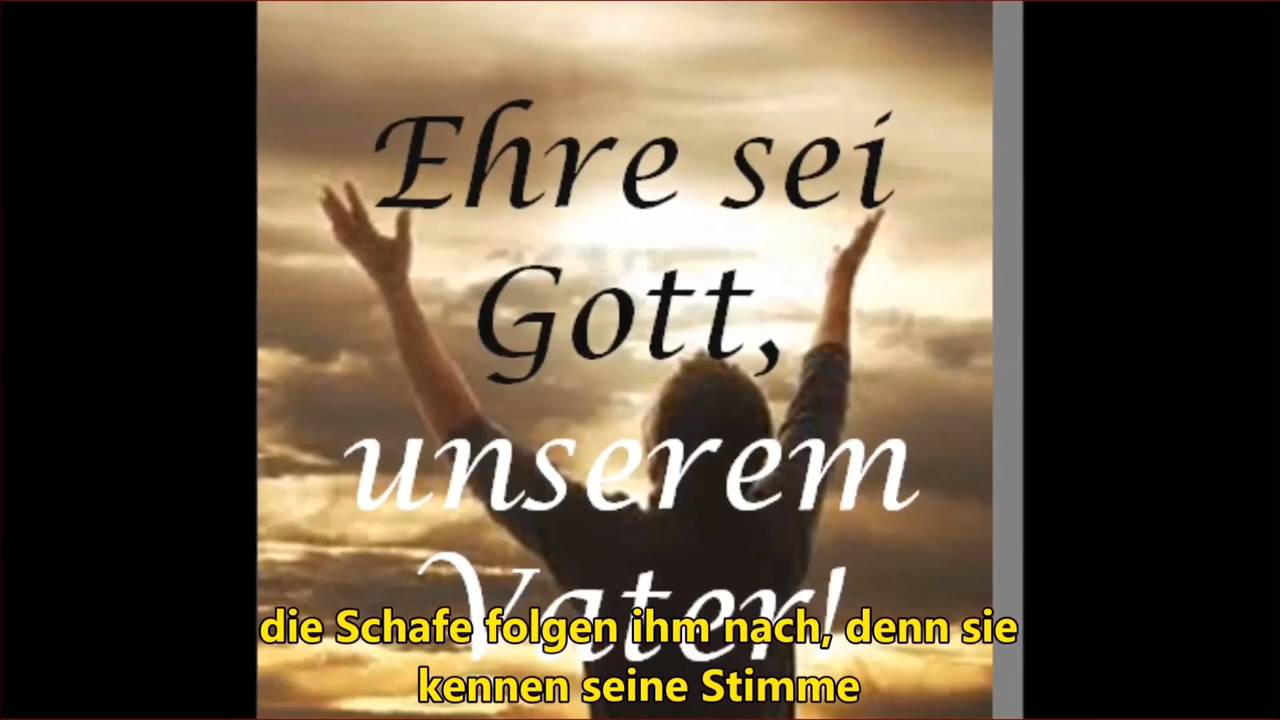 Ehre sei
Gott,
unserem
Vater!
die Schafe folgen ihm nach, denn sie
kennen seine Stimme